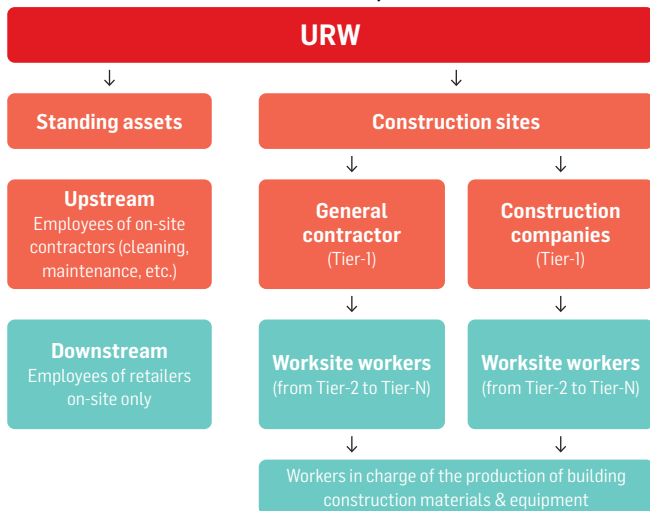 URW
Standing assets
Construction sites
Upstream
Employees of on-site
contractors (cleaning,
maintenance, etc.)
General
contractor
(Tier-1)
Construction
companies
(Tier-1)
Downstream
Employees of retailers
on-site only
Worksite workers
(from Tier-2 to Tier-N)
Worksite workers
(from Tier-2 to Tier-N)
Workers in charge of the production of building
construction materials & equipment